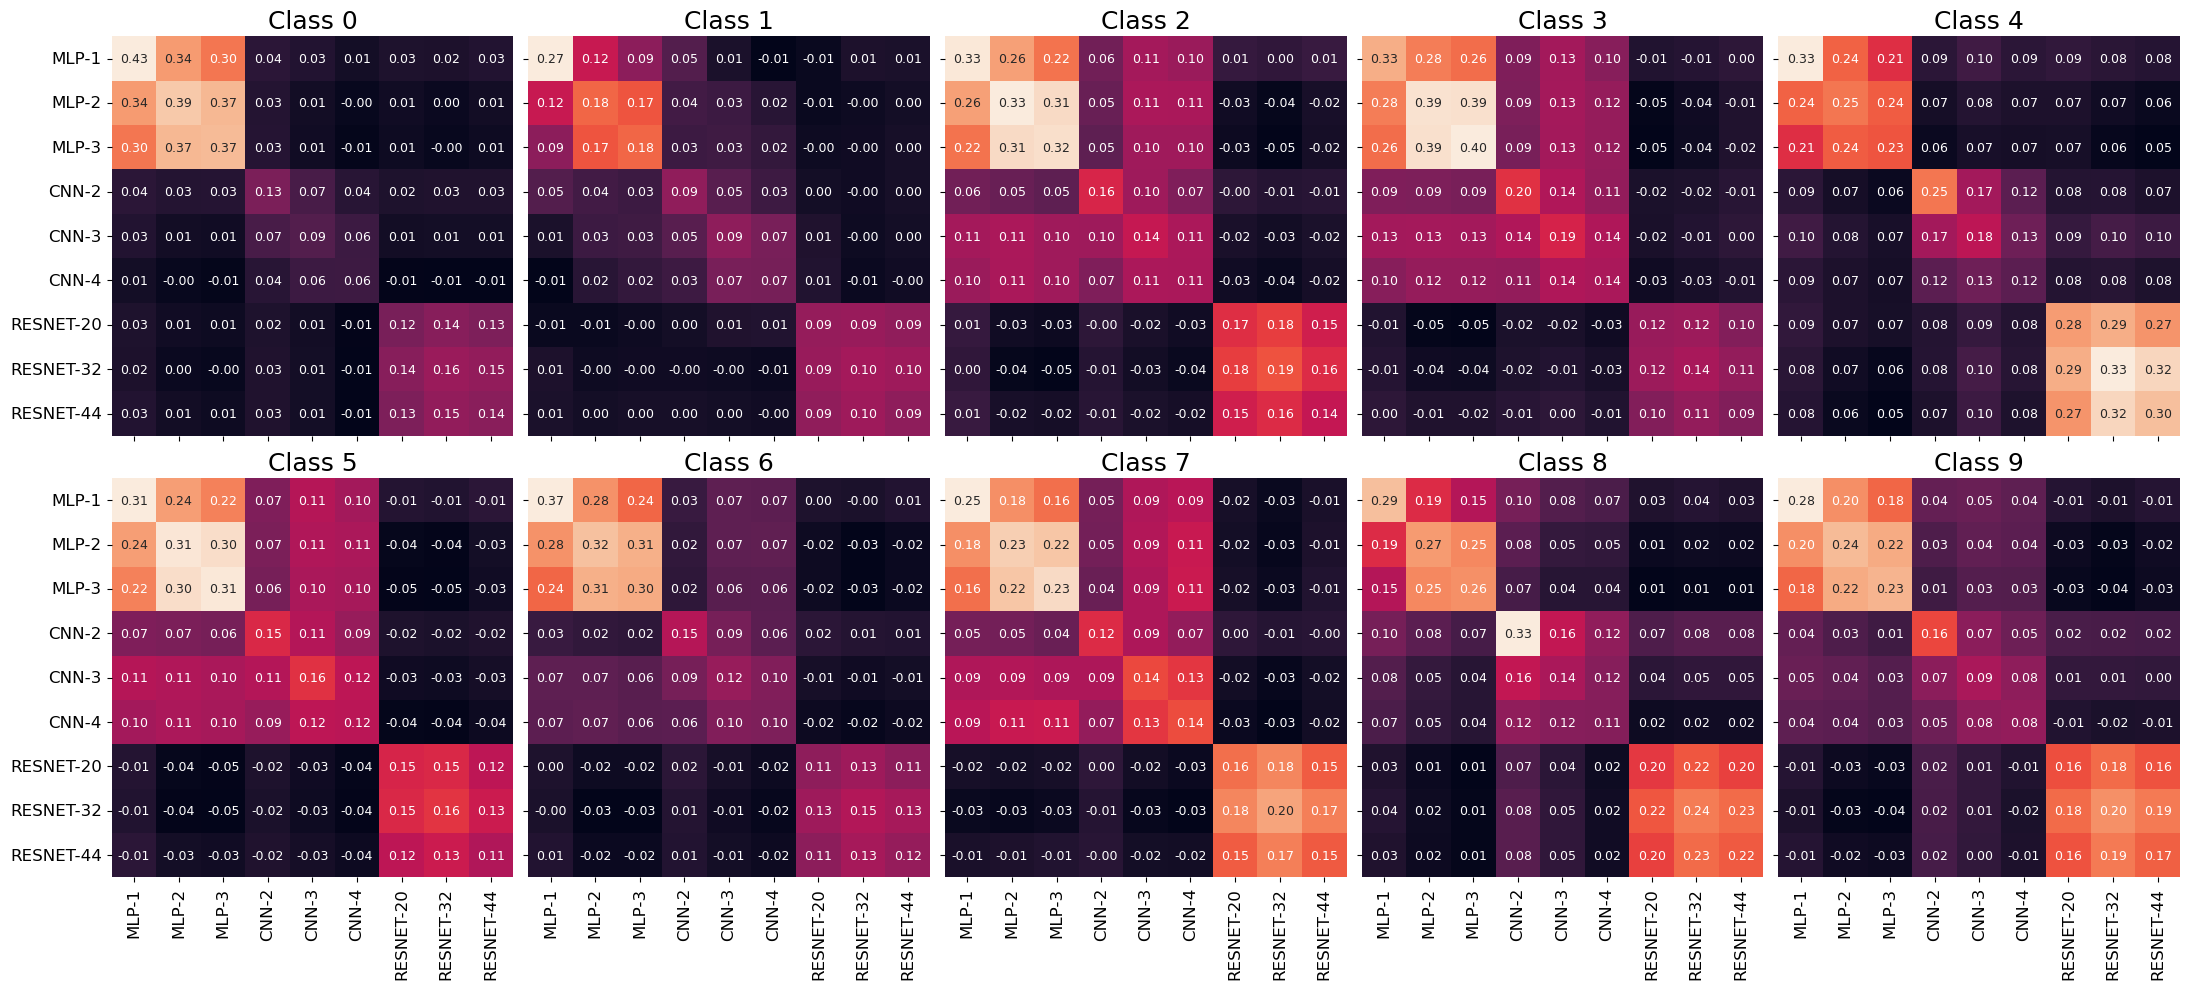 Class 0 Class 1 Class 2 Class 3 Class 4
MLP-1 0.43 0.34 0.30 0.04 0.03 0.01 0.03 0.02 0.03 0.27 0.12 0.09 0.05 0.01 -0.01 -0.01 0.01 0.01 0.33 0.26 0.22 0.06 0.11 0.10 0.01 0.00 0.01 0.33 0.28 0.26 0.09 0.13 0.10 -0.01 -0.01 0.00 0.33 0.24 0.21 0.09 0.10 0.09 0.09 0.08 0.08
MLP-2 0.34 0.39 0.37 0.03 0.01 -0.00 0.01 0.00 0.01 0.12 0.18 0.17 0.04 0.03 0.02 -0.01 -0.00 0.00 0.26 0.33 0.31 0.05 0.11 0.11 -0.03 -0.04 -0.02 0.28 0.39 0.39 0.09 0.13 0.12 -0.05 -0.04 -0.01 0.24 0.25 0.24 0.07 0.08 0.07 0.07 0.07 0.06
MLP-3 0.30 0.37 0.37 0.03 0.01 -0.01 0.01 -0.00 0.01 0.09 0.17 0.18 0.03 0.03 0.02 -0.00 -0.00 0.00 0.22 0.31 0.32 0.05 0.10 0.10 -0.03 -0.05 -0.02 0.26 0.39 0.40 0.09 0.13 0.12 -0.05 -0.04 -0.02 0.21 0.24 0.23 0.06 0.07 0.07 0.07 0.06 0.05
CNN-2 0.04 0.03 0.03 0.13 0.07 0.04 0.02 0.03 0.03 0.05 0.04 0.03 0.09 0.05 0.03 0.00 -0.00 0.00 0.06 0.05 0.05 0.16 0.10 0.07 -0.00 -0.01 -0.01 0.09 0.09 0.09 0.20 0.14 0.11 -0.02 -0.02 -0.01 0.09 0.07 0.06 0.25 0.17 0.12 0.08 0.08 0.07
CNN-3 0.03 0.01 0.01 0.07 0.09 0.06 0.01 0.01 0.01 0.01 0.03 0.03 0.05 0.09 0.07 0.01 -0.00 0.00 0.11 0.11 0.10 0.10 0.14 0.11 -0.02 -0.03 -0.02 0.13 0.13 0.13 0.14 0.19 0.14 -0.02 -0.01 0.00 0.10 0.08 0.07 0.17 0.18 0.13 0.09 0.10 0.10
CNN-4 0.01 -0.00 -0.01 0.04 0.06 0.06 -0.01 -0.01 -0.01 -0.01 0.02 0.02 0.03 0.07 0.07 0.01 -0.01 -0.00 0.10 0.11 0.10 0.07 0.11 0.11 -0.03 -0.04 -0.02 0.10 0.12 0.12 0.11 0.14 0.14 -0.03 -0.03 -0.01 0.09 0.07 0.07 0.12 0.13 0.12 0.08 0.08 0.08
RESNET-20 0.03 0.01 0.01 0.02 0.01 -0.01 0.12 0.14 0.13 -0.01 -0.01 -0.00 0.00 0.01 0.01 0.09 0.09 0.09 0.01 -0.03 -0.03 -0.00 -0.02 -0.03 0.17 0.18 0.15 -0.01 -0.05 -0.05 -0.02 -0.02 -0.03 0.12 0.12 0.10 0.09 0.07 0.07 0.08 0.09 0.08 0.28 0.29 0.27
RESNET-32 0.02 0.00 -0.00 0.03 0.01 -0.01 0.14 0.16 0.15 0.01 -0.00 -0.00 -0.00 -0.00 -0.01 0.09 0.10 0.10 0.00 -0.04 -0.05 -0.01 -0.03 -0.04 0.18 0.19 0.16 -0.01 -0.04 -0.04 -0.02 -0.01 -0.03 0.12 0.14 0.11 0.08 0.07 0.06 0.08 0.10 0.08 0.29 0.33 0.32
RESNET-44 0.03 0.01 0.01 0.03 0.01 -0.01 0.13 0.15 0.14 0.01 0.00 0.00 0.00 0.00 -0.00 0.09 0.10 0.09 0.01 -0.02 -0.02 -0.01 -0.02 -0.02 0.15 0.16 0.14 0.00 -0.01 -0.02 -0.01 0.00 -0.01 0.10 0.11 0.09 0.08 0.06 0.05 0.07 0.10 0.08 0.27 0.32 0.30
Class 5 Class 6 Class 7 Class 8 Class 9
MLP-1 0.31 0.24 0.22 0.07 0.11 0.10 -0.01 -0.01 -0.01 0.37 0.28 0.24 0.03 0.07 0.07 0.00 -0.00 0.01 0.25 0.18 0.16 0.05 0.09 0.09 -0.02 -0.03 -0.01 0.29 0.19 0.15 0.10 0.08 0.07 0.03 0.04 0.03 0.28 0.20 0.18 0.04 0.05 0.04 -0.01 -0.01 -0.01
MLP-2 0.24 0.31 0.30 0.07 0.11 0.11 -0.04 -0.04 -0.03 0.28 0.32 0.31 0.02 0.07 0.07 -0.02 -0.03 -0.02 0.18 0.23 0.22 0.05 0.09 0.11 -0.02 -0.03 -0.01 0.19 0.27 0.25 0.08 0.05 0.05 0.01 0.02 0.02 0.20 0.24 0.22 0.03 0.04 0.04 -0.03 -0.03 -0.02
MLP-3 0.22 0.30 0.31 0.06 0.10 0.10 -0.05 -0.05 -0.03 0.24 0.31 0.30 0.02 0.06 0.06 -0.02 -0.03 -0.02 0.16 0.22 0.23 0.04 0.09 0.11 -0.02 -0.03 -0.01 0.15 0.25 0.26 0.07 0.04 0.04 0.01 0.01 0.01 0.18 0.22 0.23 0.01 0.03 0.03 -0.03 -0.04 -0.03
CNN-2 0.07 0.07 0.06 0.15 0.11 0.09 -0.02 -0.02 -0.02 0.03 0.02 0.02 0.15 0.09 0.06 0.02 0.01 0.01 0.05 0.05 0.04 0.12 0.09 0.07 0.00 -0.01 -0.00 0.10 0.08 0.07 0.33 0.16 0.12 0.07 0.08 0.08 0.04 0.03 0.01 0.16 0.07 0.05 0.02 0.02 0.02
CNN-3 0.11 0.11 0.10 0.11 0.16 0.12 -0.03 -0.03 -0.03 0.07 0.07 0.06 0.09 0.12 0.10 -0.01 -0.01 -0.01 0.09 0.09 0.09 0.09 0.14 0.13 -0.02 -0.03 -0.02 0.08 0.05 0.04 0.16 0.14 0.12 0.04 0.05 0.05 0.05 0.04 0.03 0.07 0.09 0.08 0.01 0.01 0.00
CNN-4 0.10 0.11 0.10 0.09 0.12 0.12 -0.04 -0.04 -0.04 0.07 0.07 0.06 0.06 0.10 0.10 -0.02 -0.02 -0.02 0.09 0.11 0.11 0.07 0.13 0.14 -0.03 -0.03 -0.02 0.07 0.05 0.04 0.12 0.12 0.11 0.02 0.02 0.02 0.04 0.04 0.03 0.05 0.08 0.08 -0.01 -0.02 -0.01
RESNET-20 -0.01 -0.04 -0.05 -0.02 -0.03 -0.04 0.15 0.15 0.12 0.00 -0.02 -0.02 0.02 -0.01 -0.02 0.11 0.13 0.11 -0.02 -0.02 -0.02 0.00 -0.02 -0.03 0.16 0.18 0.15 0.03 0.01 0.01 0.07 0.04 0.02 0.20 0.22 0.20 -0.01 -0.03 -0.03 0.02 0.01 -0.01 0.16 0.18 0.16
RESNET-32 -0.01 -0.04 -0.05 -0.02 -0.03 -0.04 0.15 0.16 0.13 -0.00 -0.03 -0.03 0.01 -0.01 -0.02 0.13 0.15 0.13 -0.03 -0.03 -0.03 -0.01 -0.03 -0.03 0.18 0.20 0.17 0.04 0.02 0.01 0.08 0.05 0.02 0.22 0.24 0.23 -0.01 -0.03 -0.04 0.02 0.01 -0.02 0.18 0.20 0.19
RESNET-44 -0.01 -0.03 -0.03 -0.02 -0.03 -0.04 0.12 0.13 0.11 0.01 -0.02 -0.02 0.01 -0.01 -0.02 0.11 0.13 0.12 -0.01 -0.01 -0.01 -0.00 -0.02 -0.02 0.15 0.17 0.15 0.03 0.02 0.01 0.08 0.05 0.02 0.20 0.23 0.22 -0.01 -0.02 -0.03 0.02 0.00 -0.01 0.16 0.19 0.17
MLP-1 MLP-2 MLP-3 CNN-2 CNN-3 CNN-4 RESNET-20 RESNET-32 RESNET-44 MLP-1 MLP-2 MLP-3 CNN-2 CNN-3 CNN-4 RESNET-20 RESNET-32 RESNET-44 MLP-1 MLP-2 MLP-3 CNN-2 CNN-3 CNN-4 RESNET-20 RESNET-32 RESNET-44 MLP-1 MLP-2 MLP-3 CNN-2 CNN-3 CNN-4 RESNET-20 RESNET-32 RESNET-44 MLP-1 MLP-2 MLP-3 CNN-2 CNN-3 CNN-4 RESNET-20 RESNET-32 RESNET-44